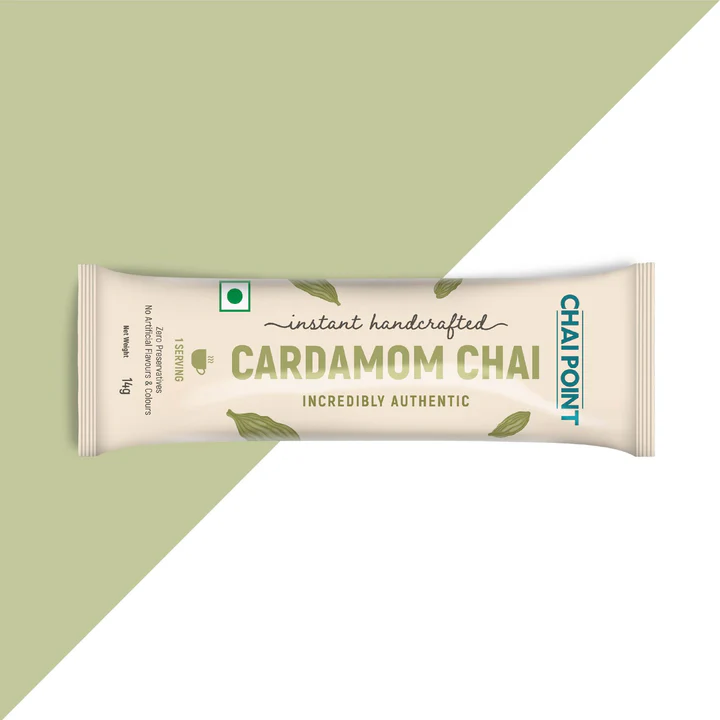 instant handcrafted
CARDAMOM CHAI
INCREDIBLY AUTHENTIC
CHAI POINT
1 SERVING
Zero Preservatives
No Artificial Flavours & Colours
Net Weight 14g